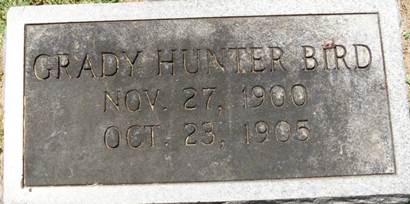 GRADY HUNTER BIRD
NOV. 27, 1900
OCT. 23, 1905